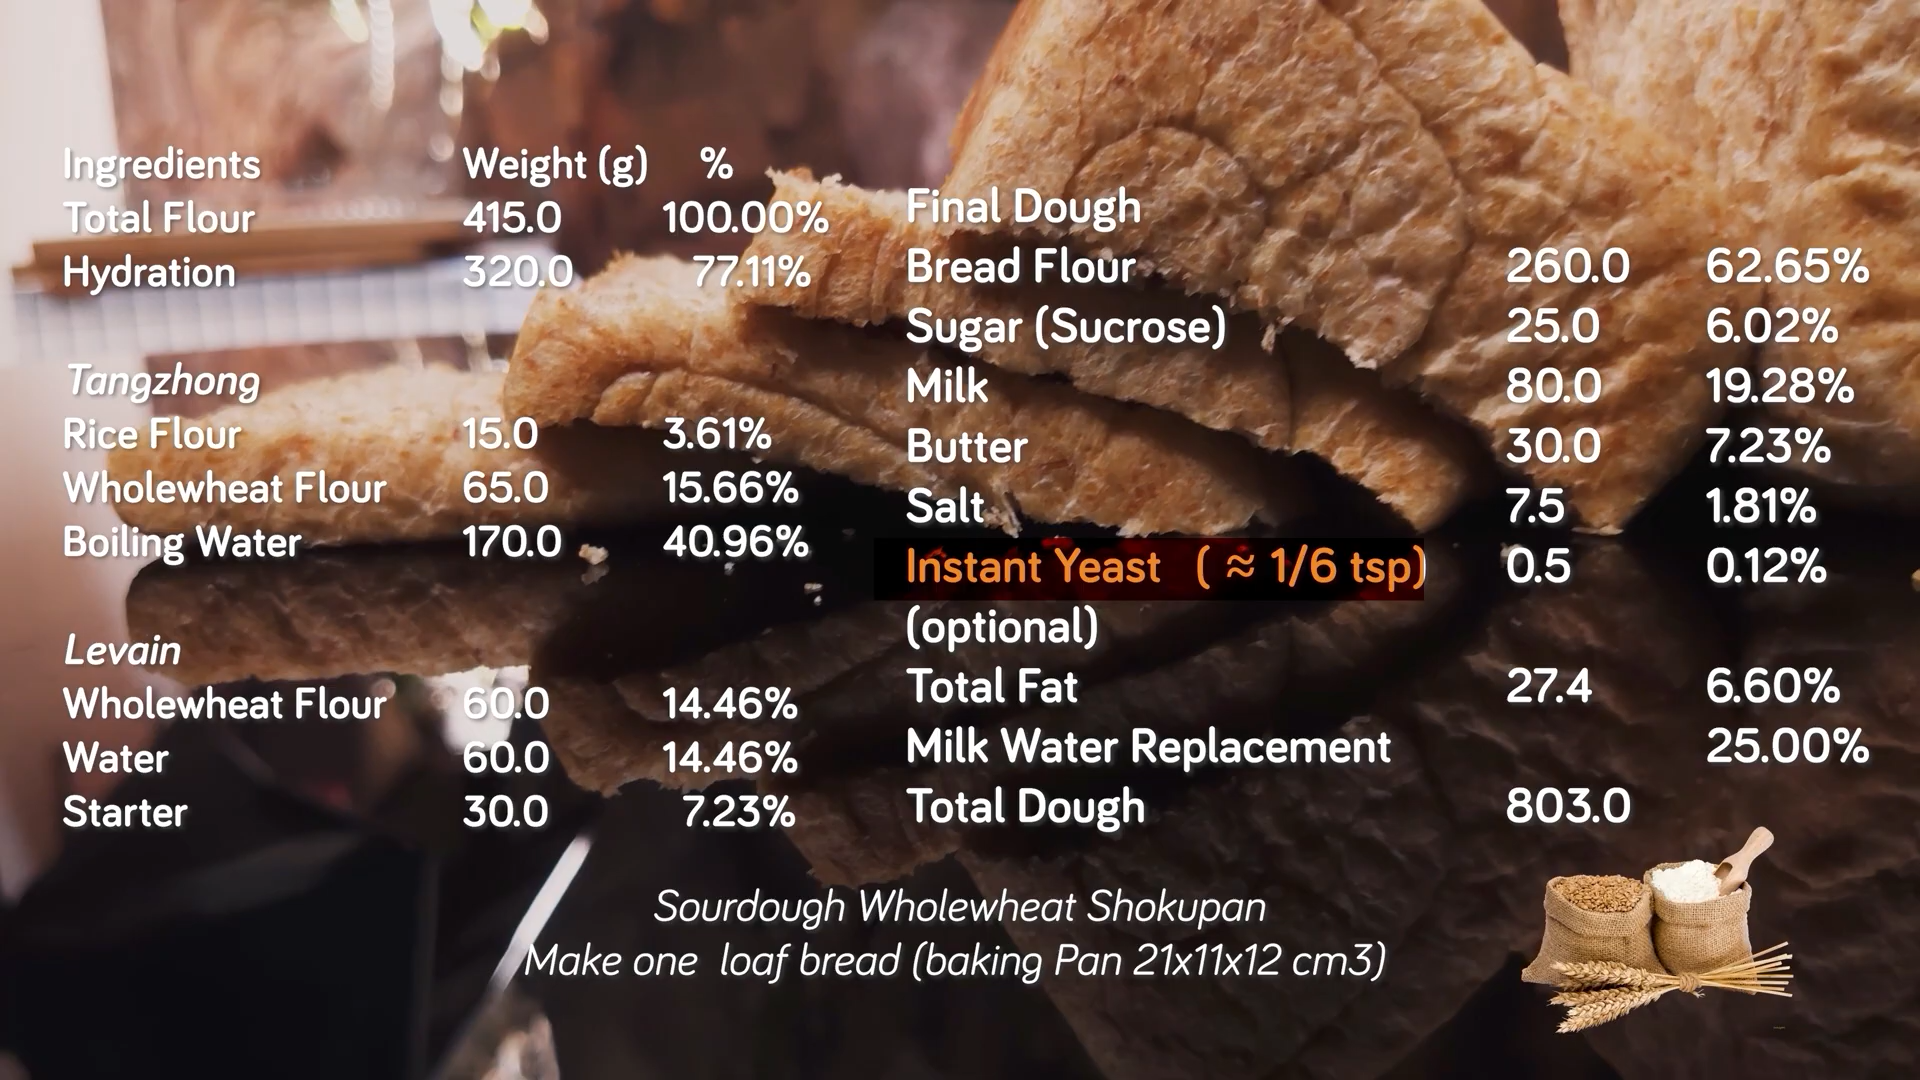 Ingredients Weight (g) %
Total Flour 415.0 100.00%
Hydration 320.0 77.11%
Tangzhong
Rice Flour 15.0 3.61%
Wholewheat Flour 65.0 15.66%
Boiling Water 170.0 40.96%
Levain
Wholewheat Flour 60.0 14.46%
Water 60.0 14.46%
Starter 30.0 7.23%
Final Dough
Bread Flour 260.0 62.65%
Sugar (Sucrose) 25.0 6.02%
Milk 80.0 19.28%
Butter 30.0 7.23%
Salt 7.5 1.81%
Instant Yeast ( ≈ 1/6 tsp) 0.5 0.12%
(optional)
Total Fat 27.4 6.60%
Milk Water Replacement 25.00%
Total Dough 803.0
Sourdough Wholewheat Shokupan
Make one loaf bread (baking Pan 21x11x12 cm3)